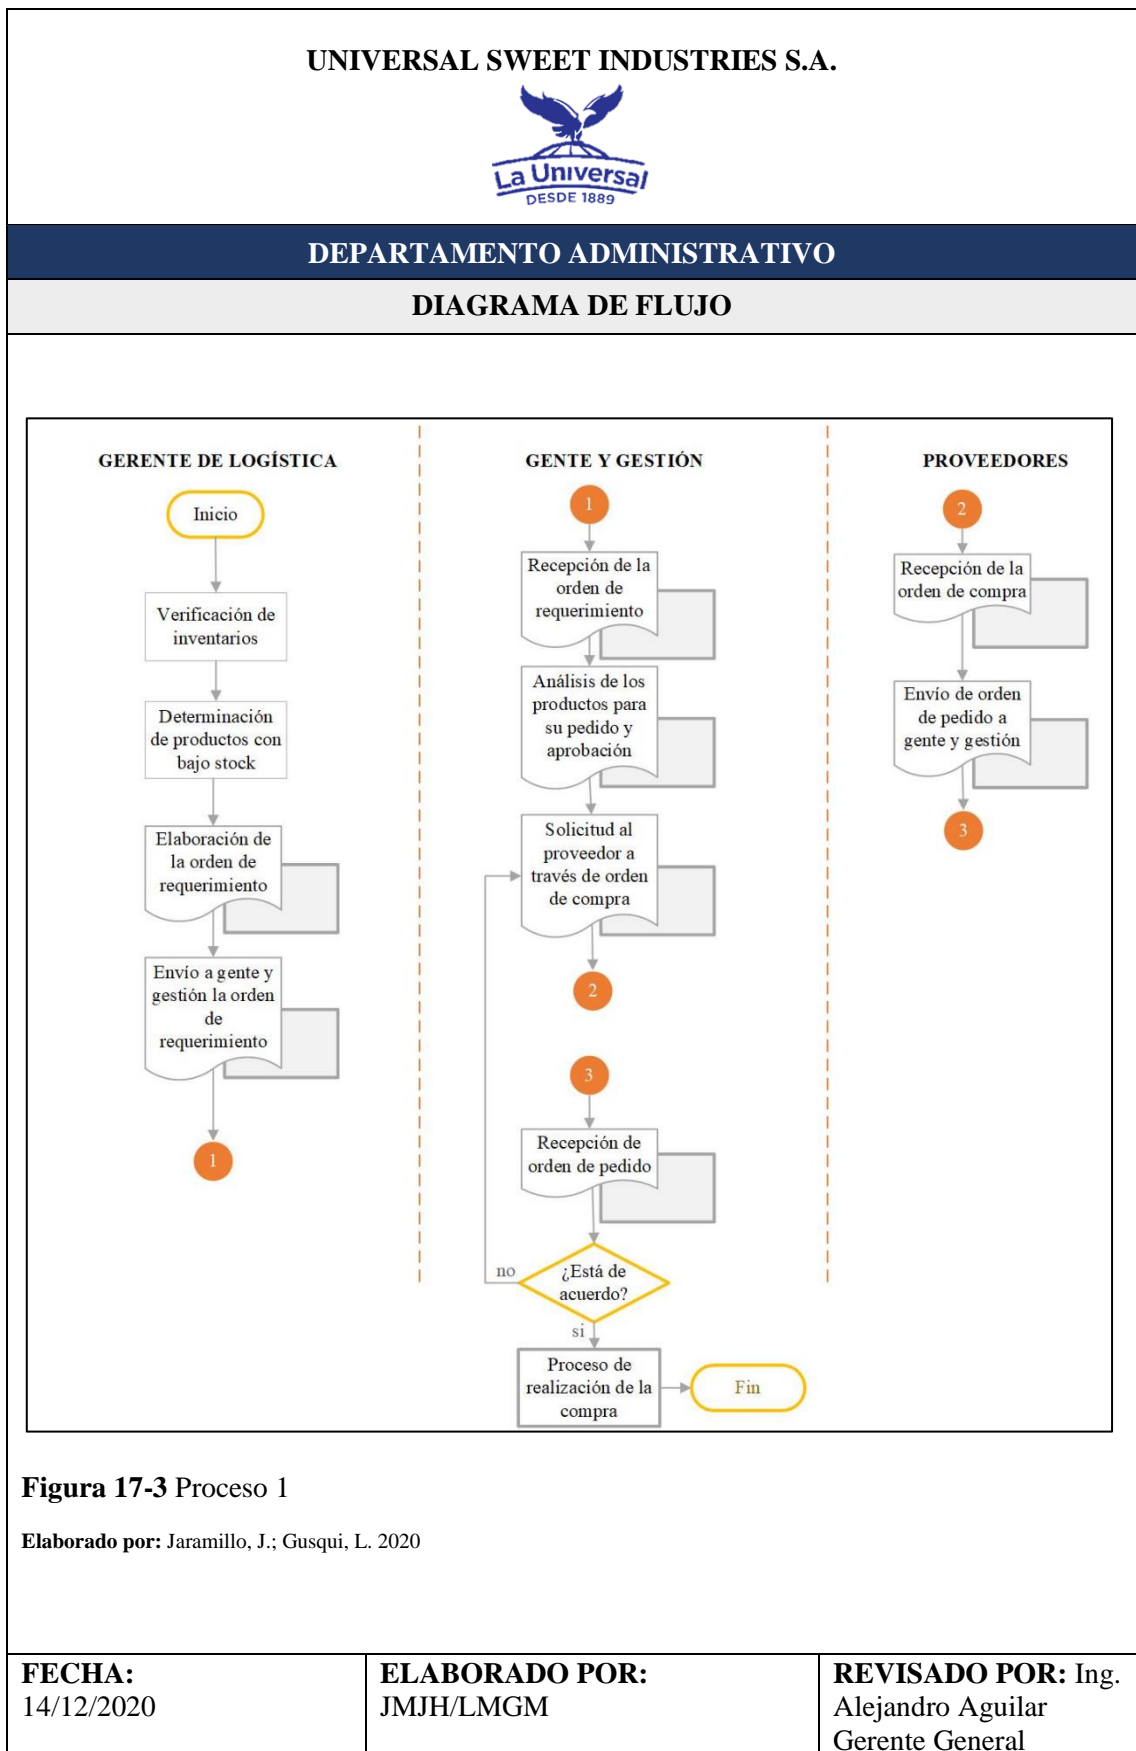 UNIVERSAL SWEET INDUSTRIES S.A.
La Universal
DESDE 1889
DEPARTAMENTO ADMINISTRATIVO
DIAGRAMA DE FLUJO
GERENTE DE LOGÍSTICA
Inicio
Verificación de
inventarios
Determinación
de productos con
bajo stock
Elaboración de
la orden de
requerimiento
Envío a gente y
gestión la orden
de
requerimiento
1
GENTE Y GESTIÓN
1
Recepción de la
orden de
requerimiento
Análisis de los
productos para
su pedido y
aprobación
Solicitud al
proveedor a
través de orden
de compra
2
3
Recepción de
orden de pedido
¿Está de
acuerdo?
no
si
Proceso de
realización de la
compra
Fin
PROVEEDORES
2
Recepción de la
orden de compra
Envío de orden
de pedido a
gente y gestión
3
Figura 17-3 Proceso 1
Elaborado por: Jaramillo, J.; Gusqui, L. 2020
FECHA:
14/12/2020
ELABORADO POR:
JMJH/LMGM
REVISADO POR: Ing.
Alejandro Aguilar
Gerente General